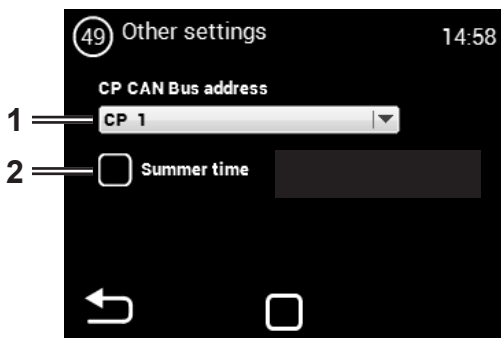 49 Other settings 14:58
CP CAN Bus address
1 CP 1
2 Summer time